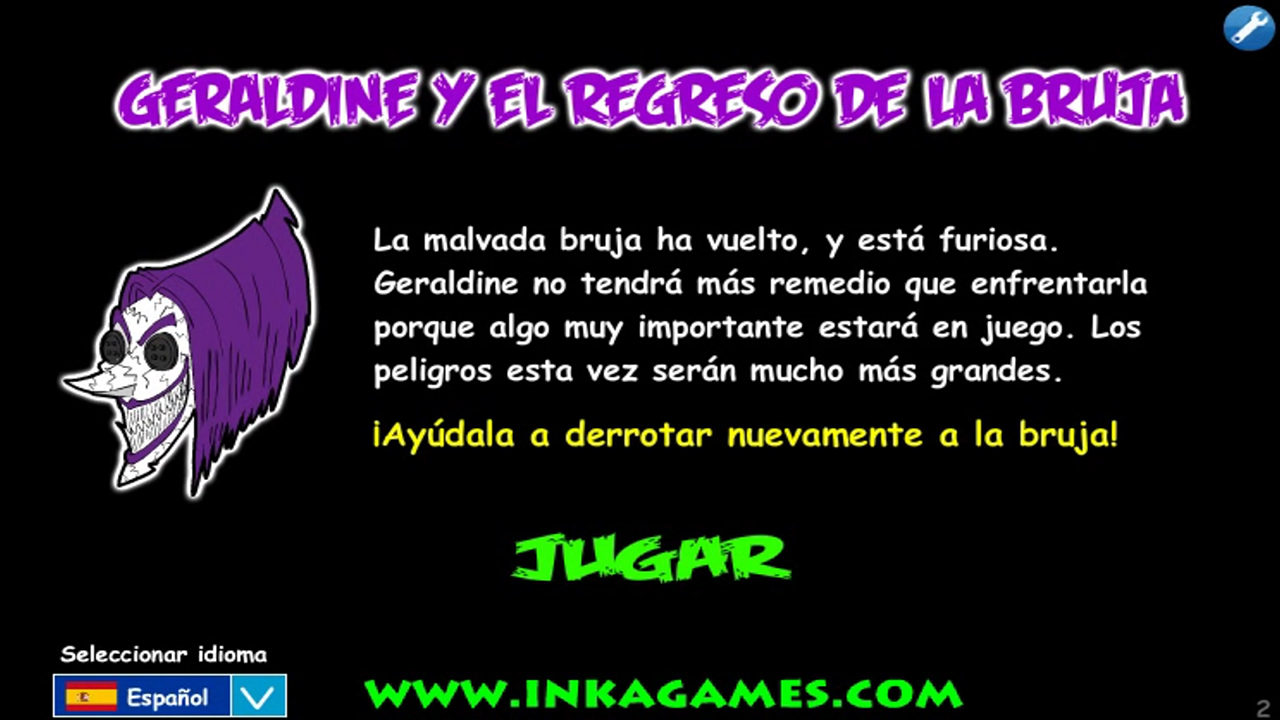 GERALDINE Y EL REGRESO DE LA BRUJA
La malvada bruja ha vuelto, y está furiosa.
Geraldine no tendrá más remedio que enfrentarla
porque algo muy importante estará en juego. Los
peligros esta vez serán mucho más grandes.
¡Ayúdala a derrotar nuevamente a la bruja!
JUGAR
Seleccionar idioma
Español
WWW.INKAGAMES.COM
2